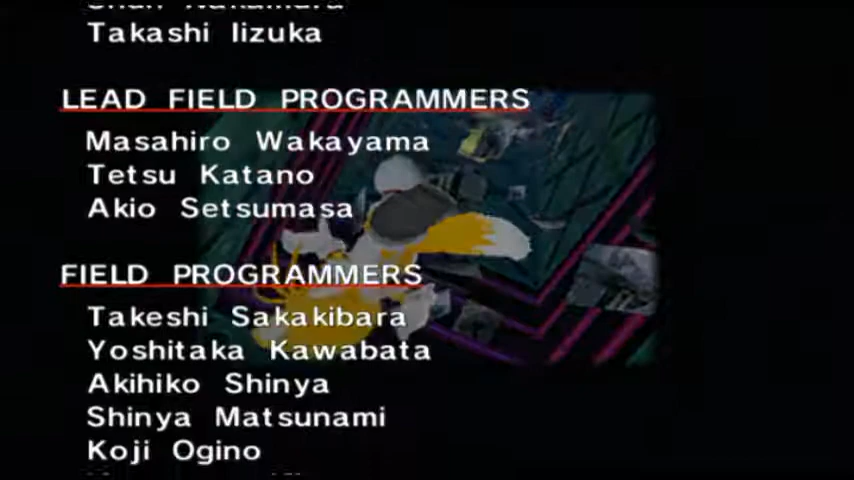 Takashi Iizuka
LEAD FIELD PROGRAMMERS
Masahiro Wakayama
Tetsu Katano
Akio Setsumasa
FIELD PROGRAMMERS
Takeshi Sakakibara
Yoshitaka Kawabata
Akihiko Shinya
Shinya Matsunami
Koji Ogino